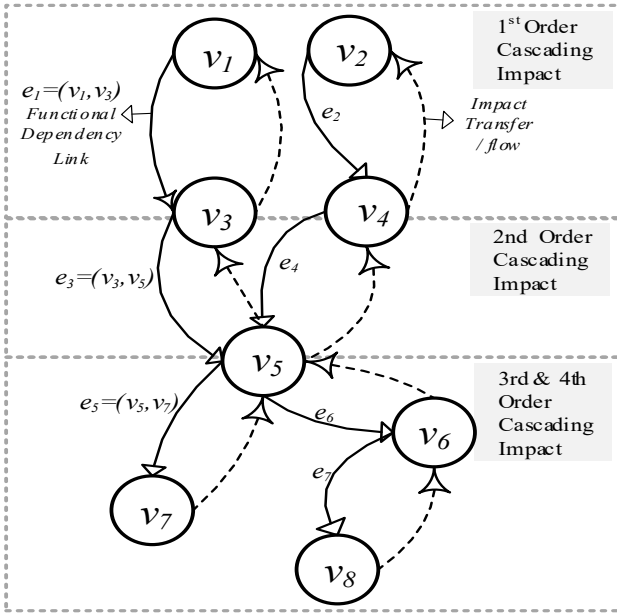 v1
v2
1st Order
Cascading
Impact
e1=(v1,v3)
Functional
Dependency
Link
e2
Impact
Transfer
/ flow
v3
v4
2nd Order
Cascading
Impact
e3=(v3,v5)
e4
v5
3rd & 4th
Order
Cascading
Impact
e5=(v5,v7)
e6
v6
e7
v7
v8